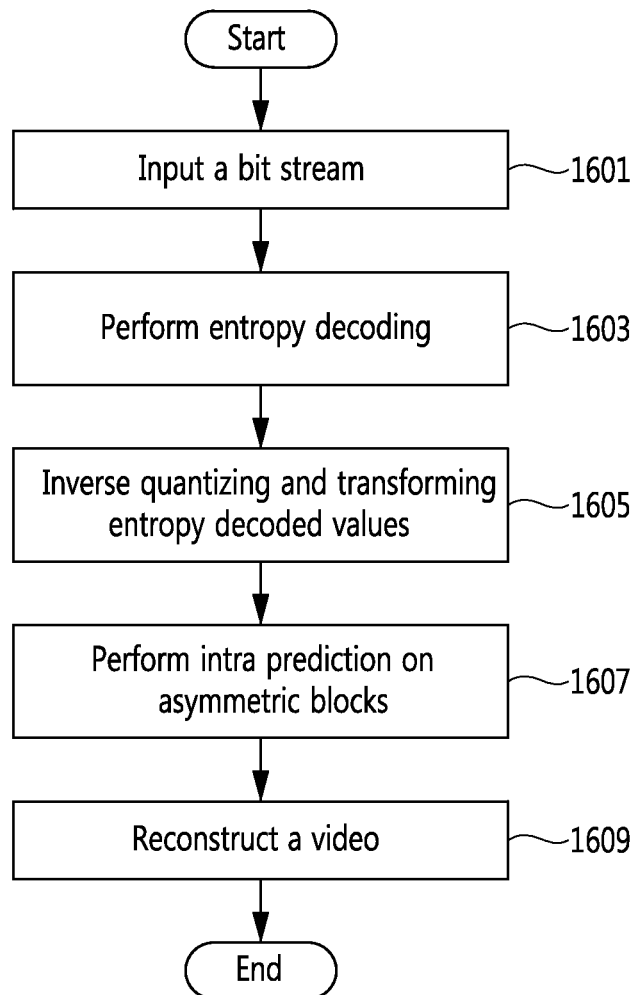 Start
Input a bit stream
1601
Perform entropy decoding
1603
Inverse quantizing and transforming
entropy decoded values
1605
Perform intra prediction on
asymmetric blocks
1607
Reconstruct a video
1609
End